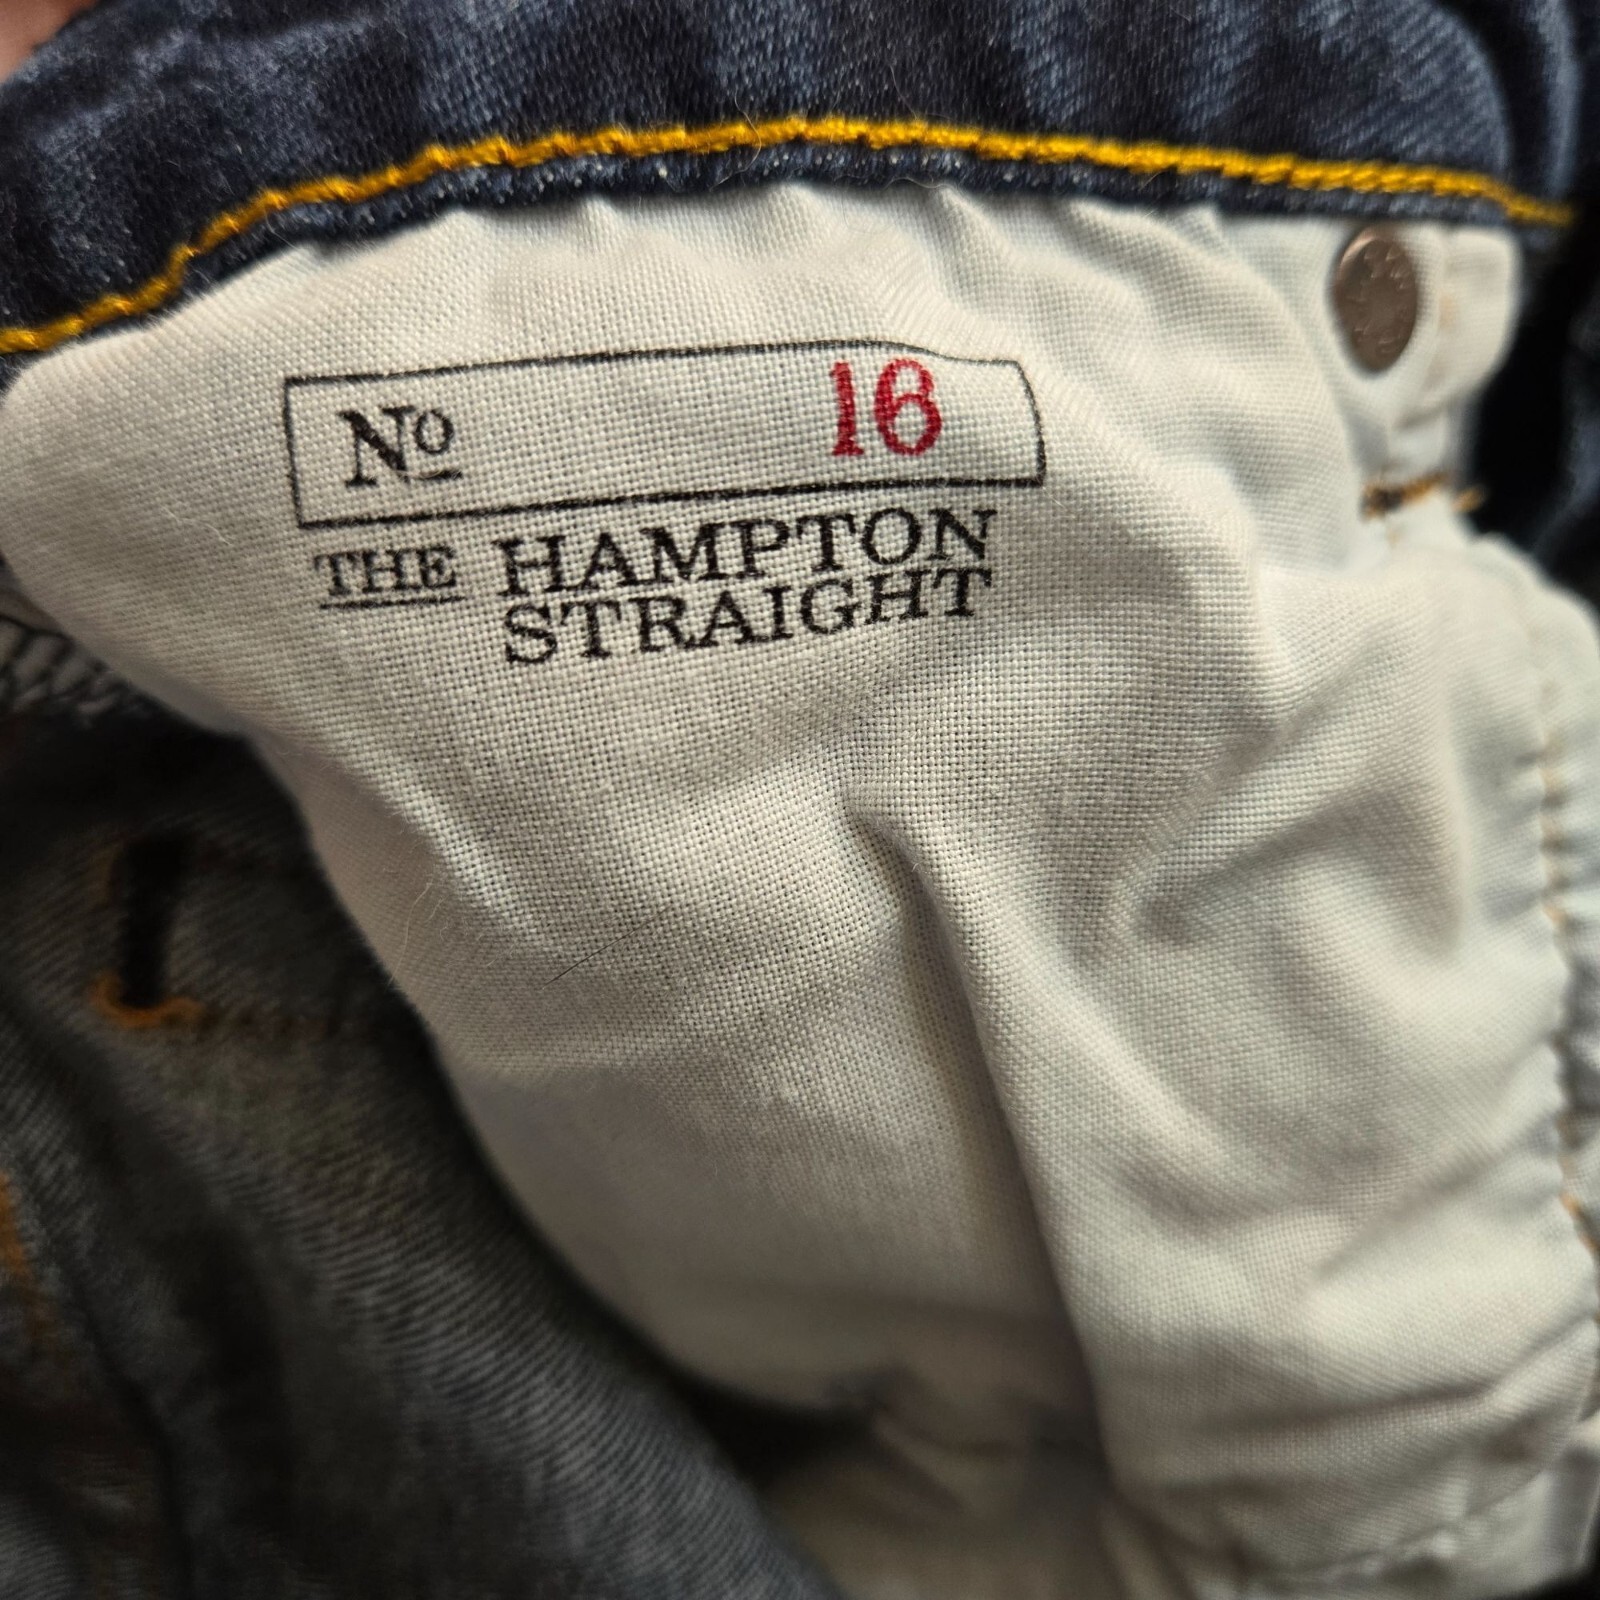 No 16
THE HAMPTON
STRAIGHT